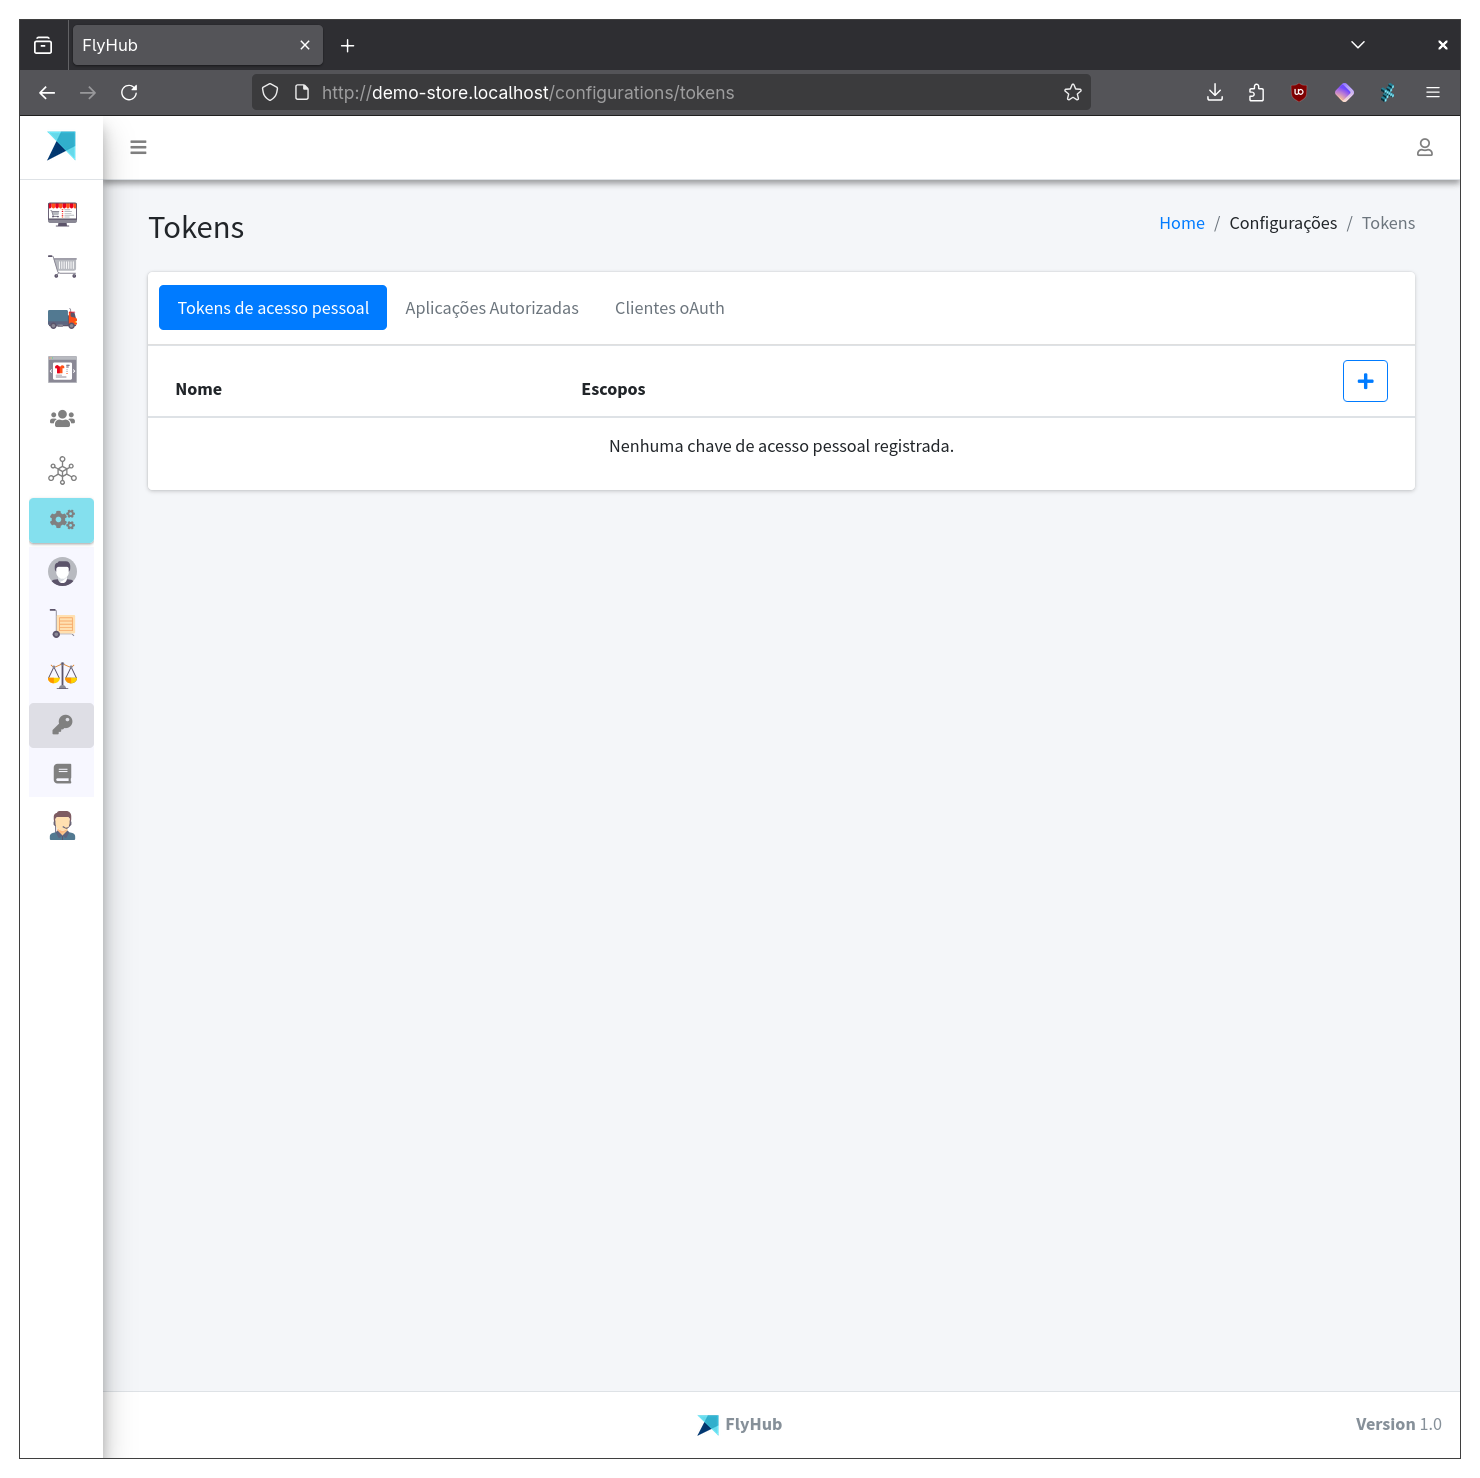 FlyHub
http://demo-store.localhost/configurations/tokens
Tokens
Home / Configurações / Tokens
Tokens de acesso pessoal Aplicações Autorizadas Clientes oAuth
Nome Escopos
Nenhuma chave de acesso pessoal registrada.
FlyHub
Version 1.0